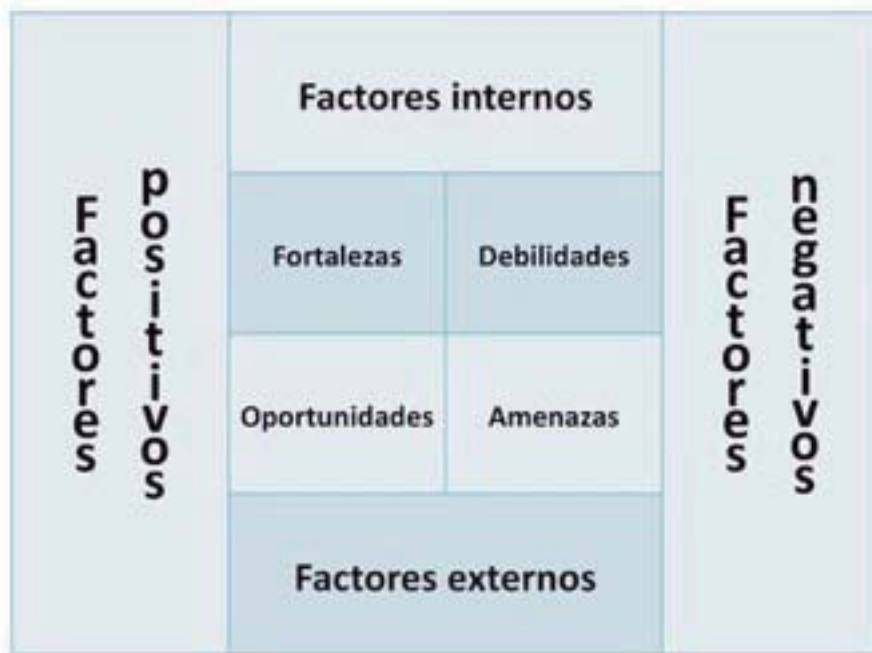 Factores
positivos
Factores internos
Fortalezas
Debilidades
Oportunidades
Amenazas
Factores externos
Factores
negativos